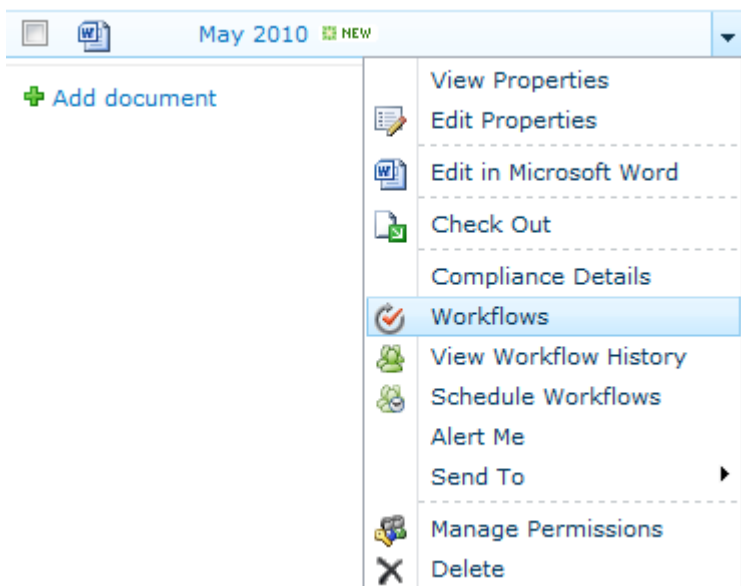 May 2010 NEW
Add document
View Properties
Edit Properties
Edit in Microsoft Word
Check Out
Compliance Details
Workflows
View Workflow History
Schedule Workflows
Alert Me
Send To
Manage Permissions
Delete